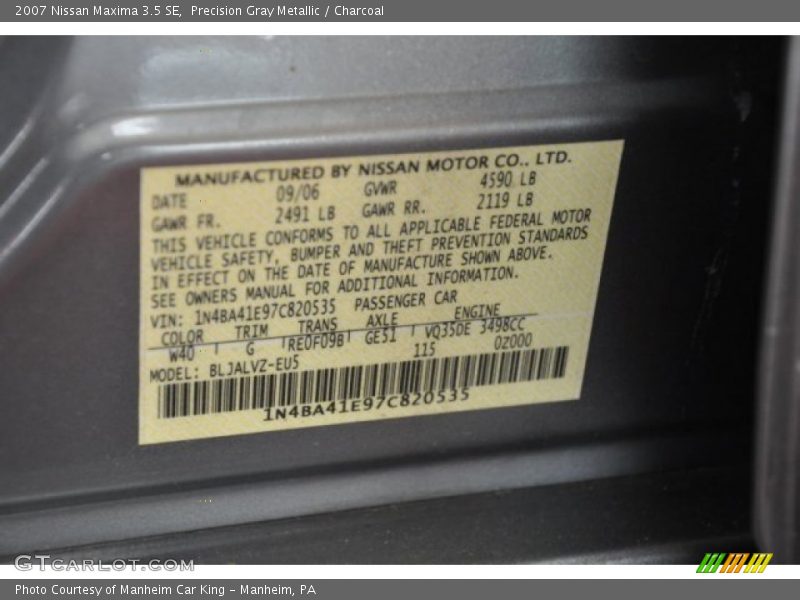 2007 Nissan Maxima 3.5 SE,  Precision Gray Metallic / Charcoal
MANUFACTURED BY NISSAN MOTOR CO., LTD.
DATE 09/06 GVWR 4590 LB
GAWR FR. 2491 LB GAWR RR. 2119 LB
THIS VEHICLE CONFORMS TO ALL APPLICABLE FEDERAL MOTOR
VEHICLE SAFETY, BUMPER AND THEFT PREVENTION STANDARDS
IN EFFECT ON THE DATE OF MANUFACTURE SHOWN ABOVE.
SEE OWNERS MANUAL FOR ADDITIONAL INFORMATION.
VIN: 1N4BA41E97C820535 PASSENGER CAR
COLOR TRIM TRANS AXLE ENGINE
W40 G RE0F09B GE51 VQ35DE 3498CC
MODEL: BLJALVZ-EU5 115 0Z000
1N4BA41E97C820535
GTCARLOT.COM
Photo Courtesy of Manheim Car King – Manheim, PA